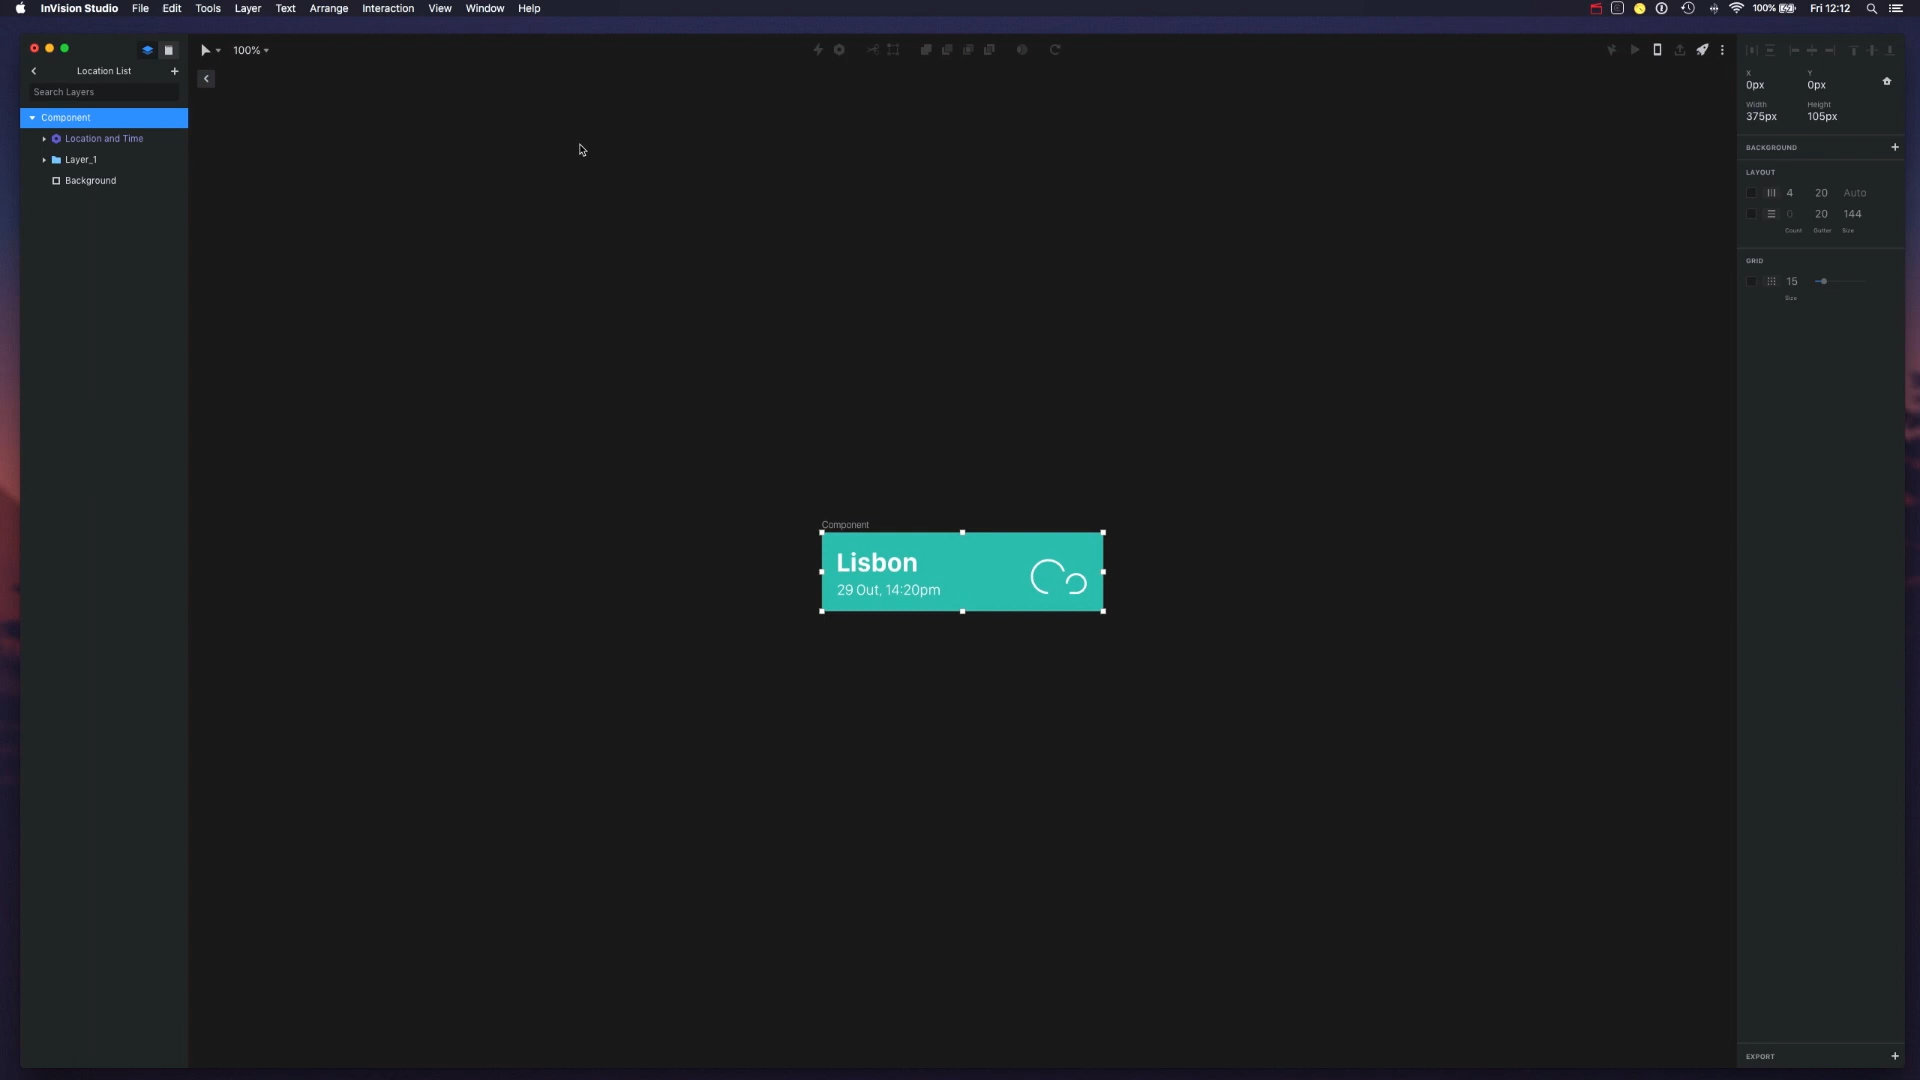 InVision Studio File Edit Tools Layer Text Arrange Interaction View Window Help 100% Fri 12:12
100%
Location List
Search Layers
Component
Location and Time
Layer_1
Background
Component
Lisbon
29 Out, 14:20pm
X Y
0px 0px
Width Height
375px 105px
BACKGROUND
LAYOUT
4 20 Auto
0 20 144
Count Gutter Size
GRID
15
Size
EXPORT